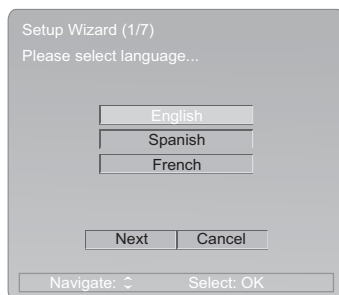 Setup Wizard (1/7)
Please select language...
English
Spanish
French
Next Cancel
Navigate: Select: OK